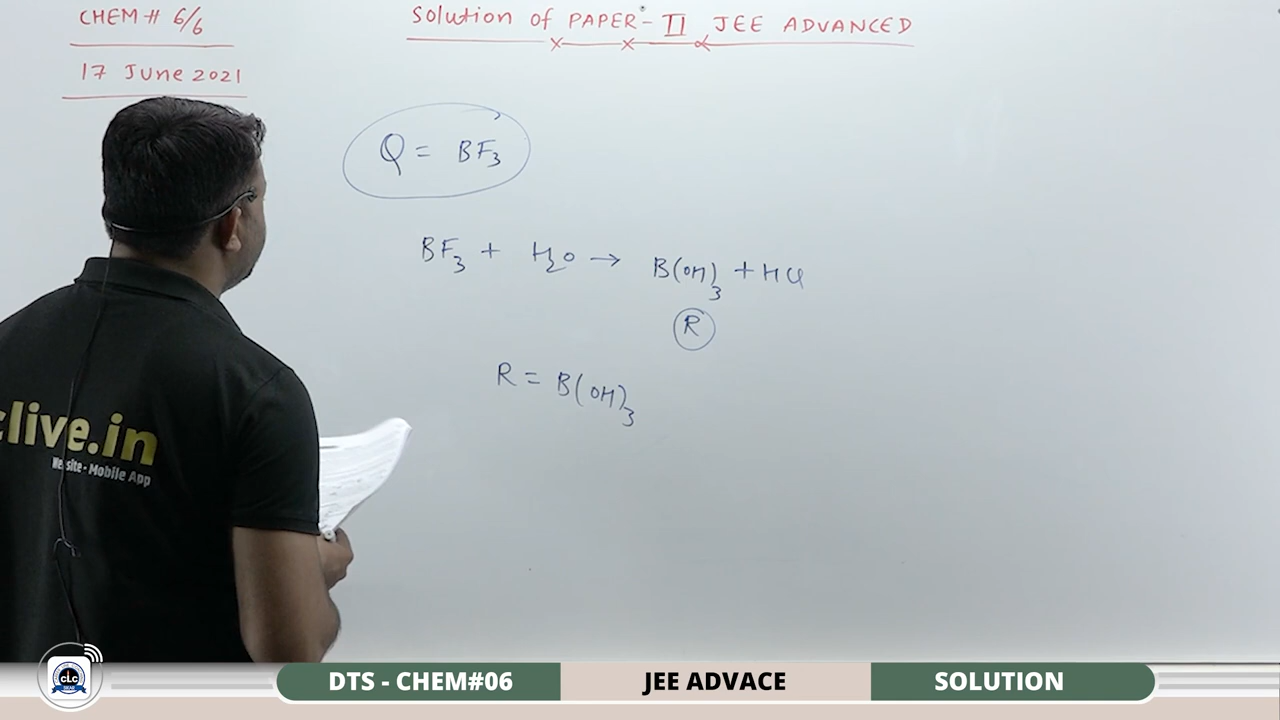 CHEM # 6/6
17 June 2021
Solution of PAPER-II JEE ADVANCED
Q = BF₃
BF₃ + H₂O → B(OH)₃ + HCl
R
R = B(OH)₃
clive.in
Website - Mobile App
CLC
DTS - CHEM#06
JEE ADVACE
SOLUTION